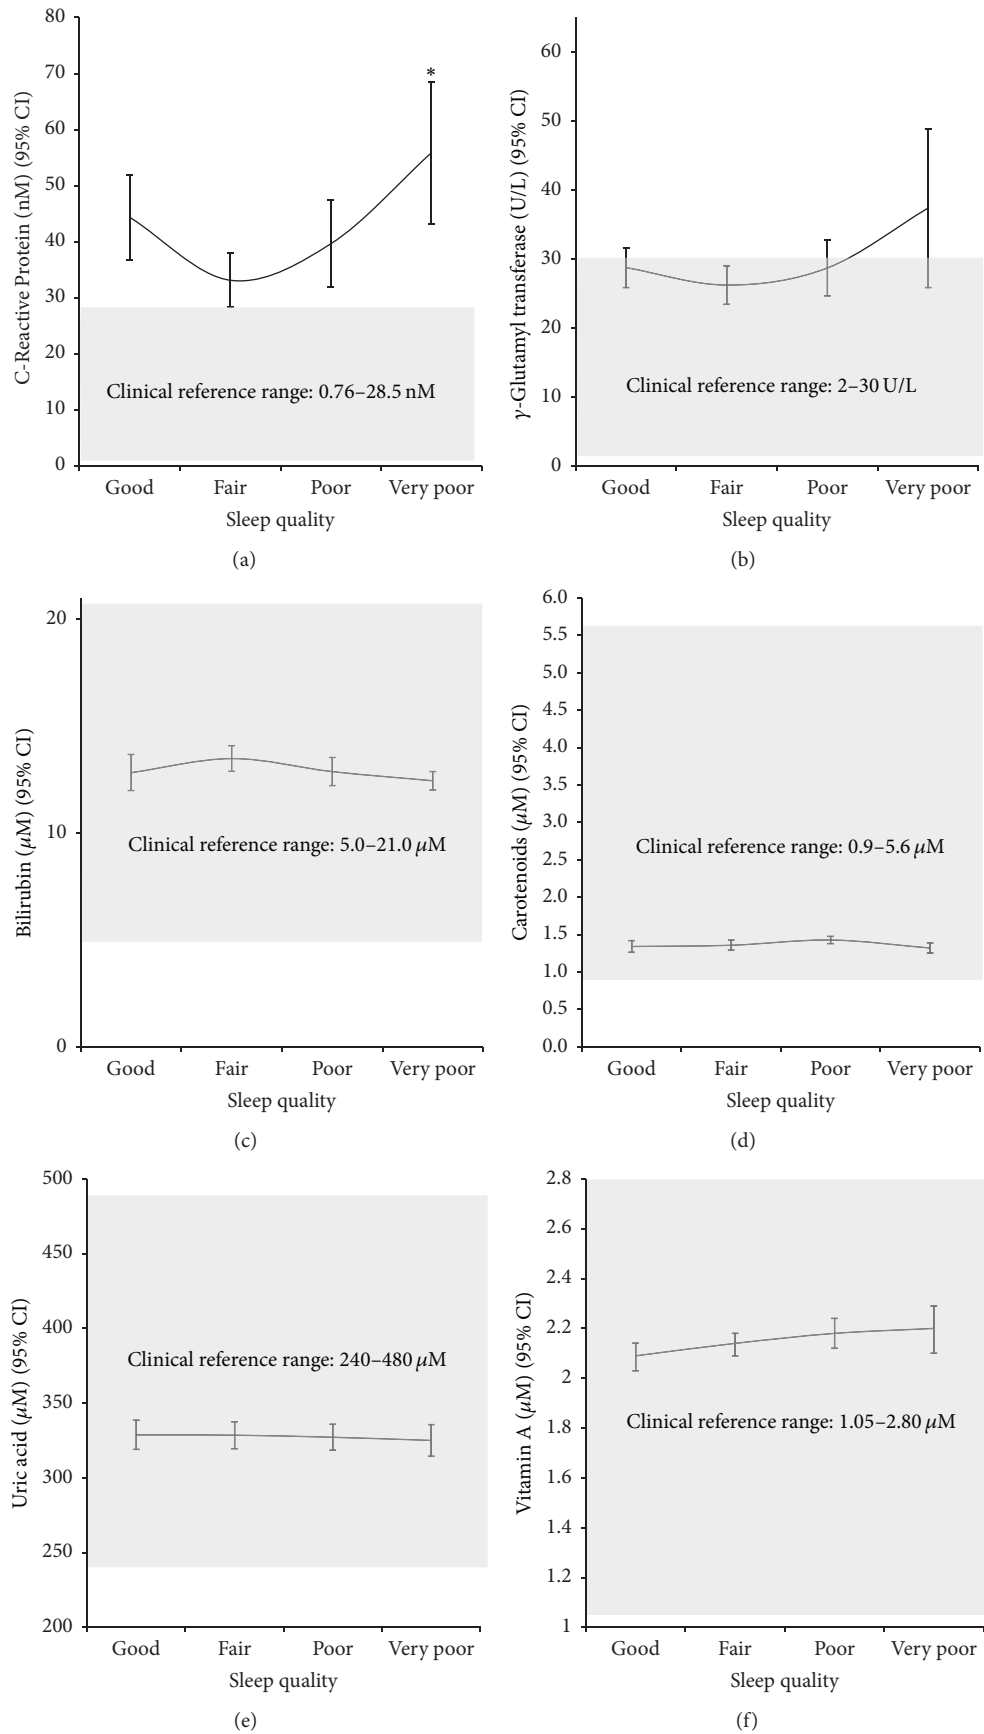 C-Reactive Protein (nM) (95% CI)
80
70
60
50
40
30
20
10
0
*
Clinical reference range: 0.76–28.5 nM
Good Fair Poor Very poor
Sleep quality
(a)
γ-Glutamyl transferase (U/L) (95% CI)
60
50
40
30
20
10
0
Clinical reference range: 2–30 U/L
Good Fair Poor Very poor
Sleep quality
(b)
Bilirubin (μM) (95% CI)
20
10
0
Clinical reference range: 5.0–21.0 μM
Good Fair Poor Very poor
Sleep quality
(c)
Carotenoids (μM) (95% CI)
6.0
5.5
5.0
4.5
4.0
3.5
3.0
2.5
2.0
1.5
1.0
0.5
0.0
Clinical reference range: 0.9–5.6 μM
Good Fair Poor Very poor
Sleep quality
(d)
Uric acid (μM) (95% CI)
500
450
400
350
300
250
200
Clinical reference range: 240–480 μM
Good Fair Poor Very poor
Sleep quality
(e)
Vitamin A (μM) (95% CI)
2.8
2.6
2.4
2.2
2
1.8
1.6
1.4
1.2
1
Clinical reference range: 1.05–2.80 μM
Good Fair Poor Very poor
Sleep quality
(f)